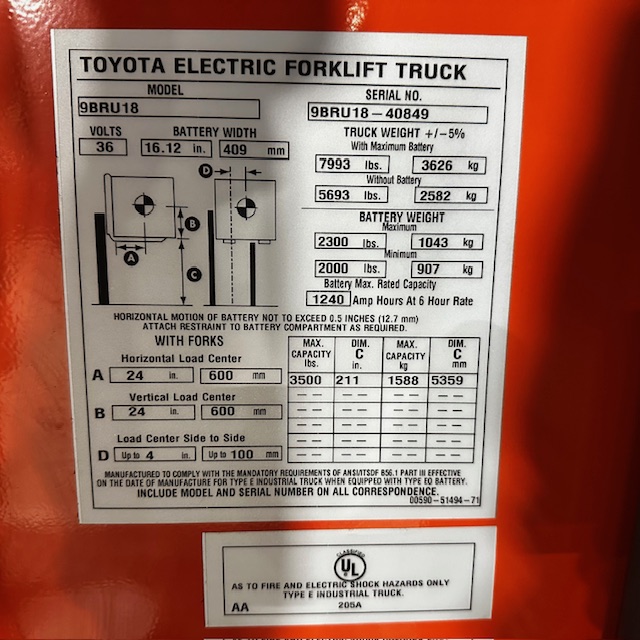 TOYOTA ELECTRIC FORKLIFT TRUCK
MODEL
9BRU18
SERIAL NO.
9BRU18-40849
VOLTS
36
BATTERY WIDTH
16.12 in. 409 mm
TRUCK WEIGHT +/-5%
With Maximum Battery
7993 lbs. 3626 kg
Without Battery
5693 lbs. 2582 kg
BATTERY WEIGHT
Maximum
2300 lbs. 1043 kg
Minimum
2000 lbs. 907 kg
Battery Max. Rated Capacity
1240 Amp Hours At 6 Hour Rate
D
B
A
C
HORIZONTAL MOTION OF BATTERY NOT TO EXCEED 0.5 INCHES (12.7 mm)
ATTACH RESTRAINT TO BATTERY COMPARTMENT AS REQUIRED.
WITH FORKS
Horizontal Load Center
A 24 in. 600 mm
Vertical Load Center
B 24 in. 600 mm
Load Center Side to Side
D Up to 4 in. Up to 100 mm
MAX. CAPACITY lbs. DIM. C in. MAX. CAPACITY kg DIM. C mm
3500 211 1588 5359
-- -- -- --
-- -- -- --
-- -- -- --
-- -- -- --
-- -- -- --
MANUFACTURED TO COMPLY WITH THE MANDATORY REQUIREMENTS OF ANSI/ITSDF B56.1 PART III EFFECTIVE
ON THE DATE OF MANUFACTURE FOR TYPE E INDUSTRIAL TRUCK WHEN EQUIPPED WITH TYPE EO BATTERY.
INCLUDE MODEL AND SERIAL NUMBER ON ALL CORRESPONDENCE.
00590-51494-71
CLASSIFIED
UL
AS TO FIRE AND ELECTRIC SHOCK HAZARDS ONLY
TYPE E INDUSTRIAL TRUCK.
AA 205A